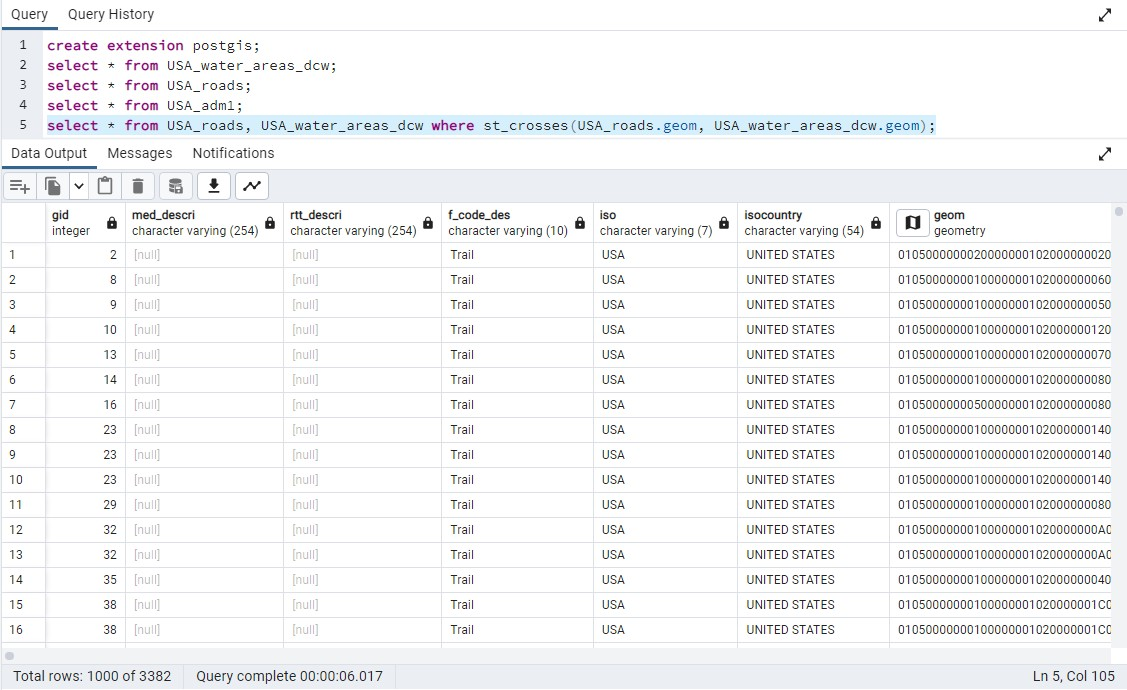 Query Query History
1 create extension postgis;
2 select * from USA_water_areas_dcw;
3 select * from USA_roads;
4 select * from USA_adm1;
5 select * from USA_roads, USA_water_areas_dcw where st_crosses(USA_roads.geom, USA_water_areas_dcw.geom);
Data Output Messages Notifications
gid med_descri rtt_descri f_code_des iso isocountry geom
integer character varying (254) character varying (254) character varying (10) character varying (7) character varying (54) geometry
1 2 [null] [null] Trail USA UNITED STATES 0105000000020000000102000000020
2 8 [null] [null] Trail USA UNITED STATES 0105000000010000000102000000060
3 9 [null] [null] Trail USA UNITED STATES 0105000000010000000102000000050
4 10 [null] [null] Trail USA UNITED STATES 01050000000100000001020000000120
5 13 [null] [null] Trail USA UNITED STATES 0105000000010000000102000000070
6 14 [null] [null] Trail USA UNITED STATES 0105000000010000000102000000080
7 16 [null] [null] Trail USA UNITED STATES 0105000000050000000102000000080
8 23 [null] [null] Trail USA UNITED STATES 01050000000100000001020000000140
9 23 [null] [null] Trail USA UNITED STATES 01050000000100000001020000000140
10 23 [null] [null] Trail USA UNITED STATES 01050000000100000001020000000140
11 29 [null] [null] Trail USA UNITED STATES 0105000000010000000102000000080
12 32 [null] [null] Trail USA UNITED STATES 01050000000100000001020000000A0
13 32 [null] [null] Trail USA UNITED STATES 01050000000100000001020000000A0
14 35 [null] [null] Trail USA UNITED STATES 0105000000010000000102000000040
15 38 [null] [null] Trail USA UNITED STATES 01050000000100000001020000001C0
16 38 [null] [null] Trail USA UNITED STATES 01050000000100000001020000001C0
Total rows: 1000 of 3382 Query complete 00:00:06.017 Ln 5, Col 105